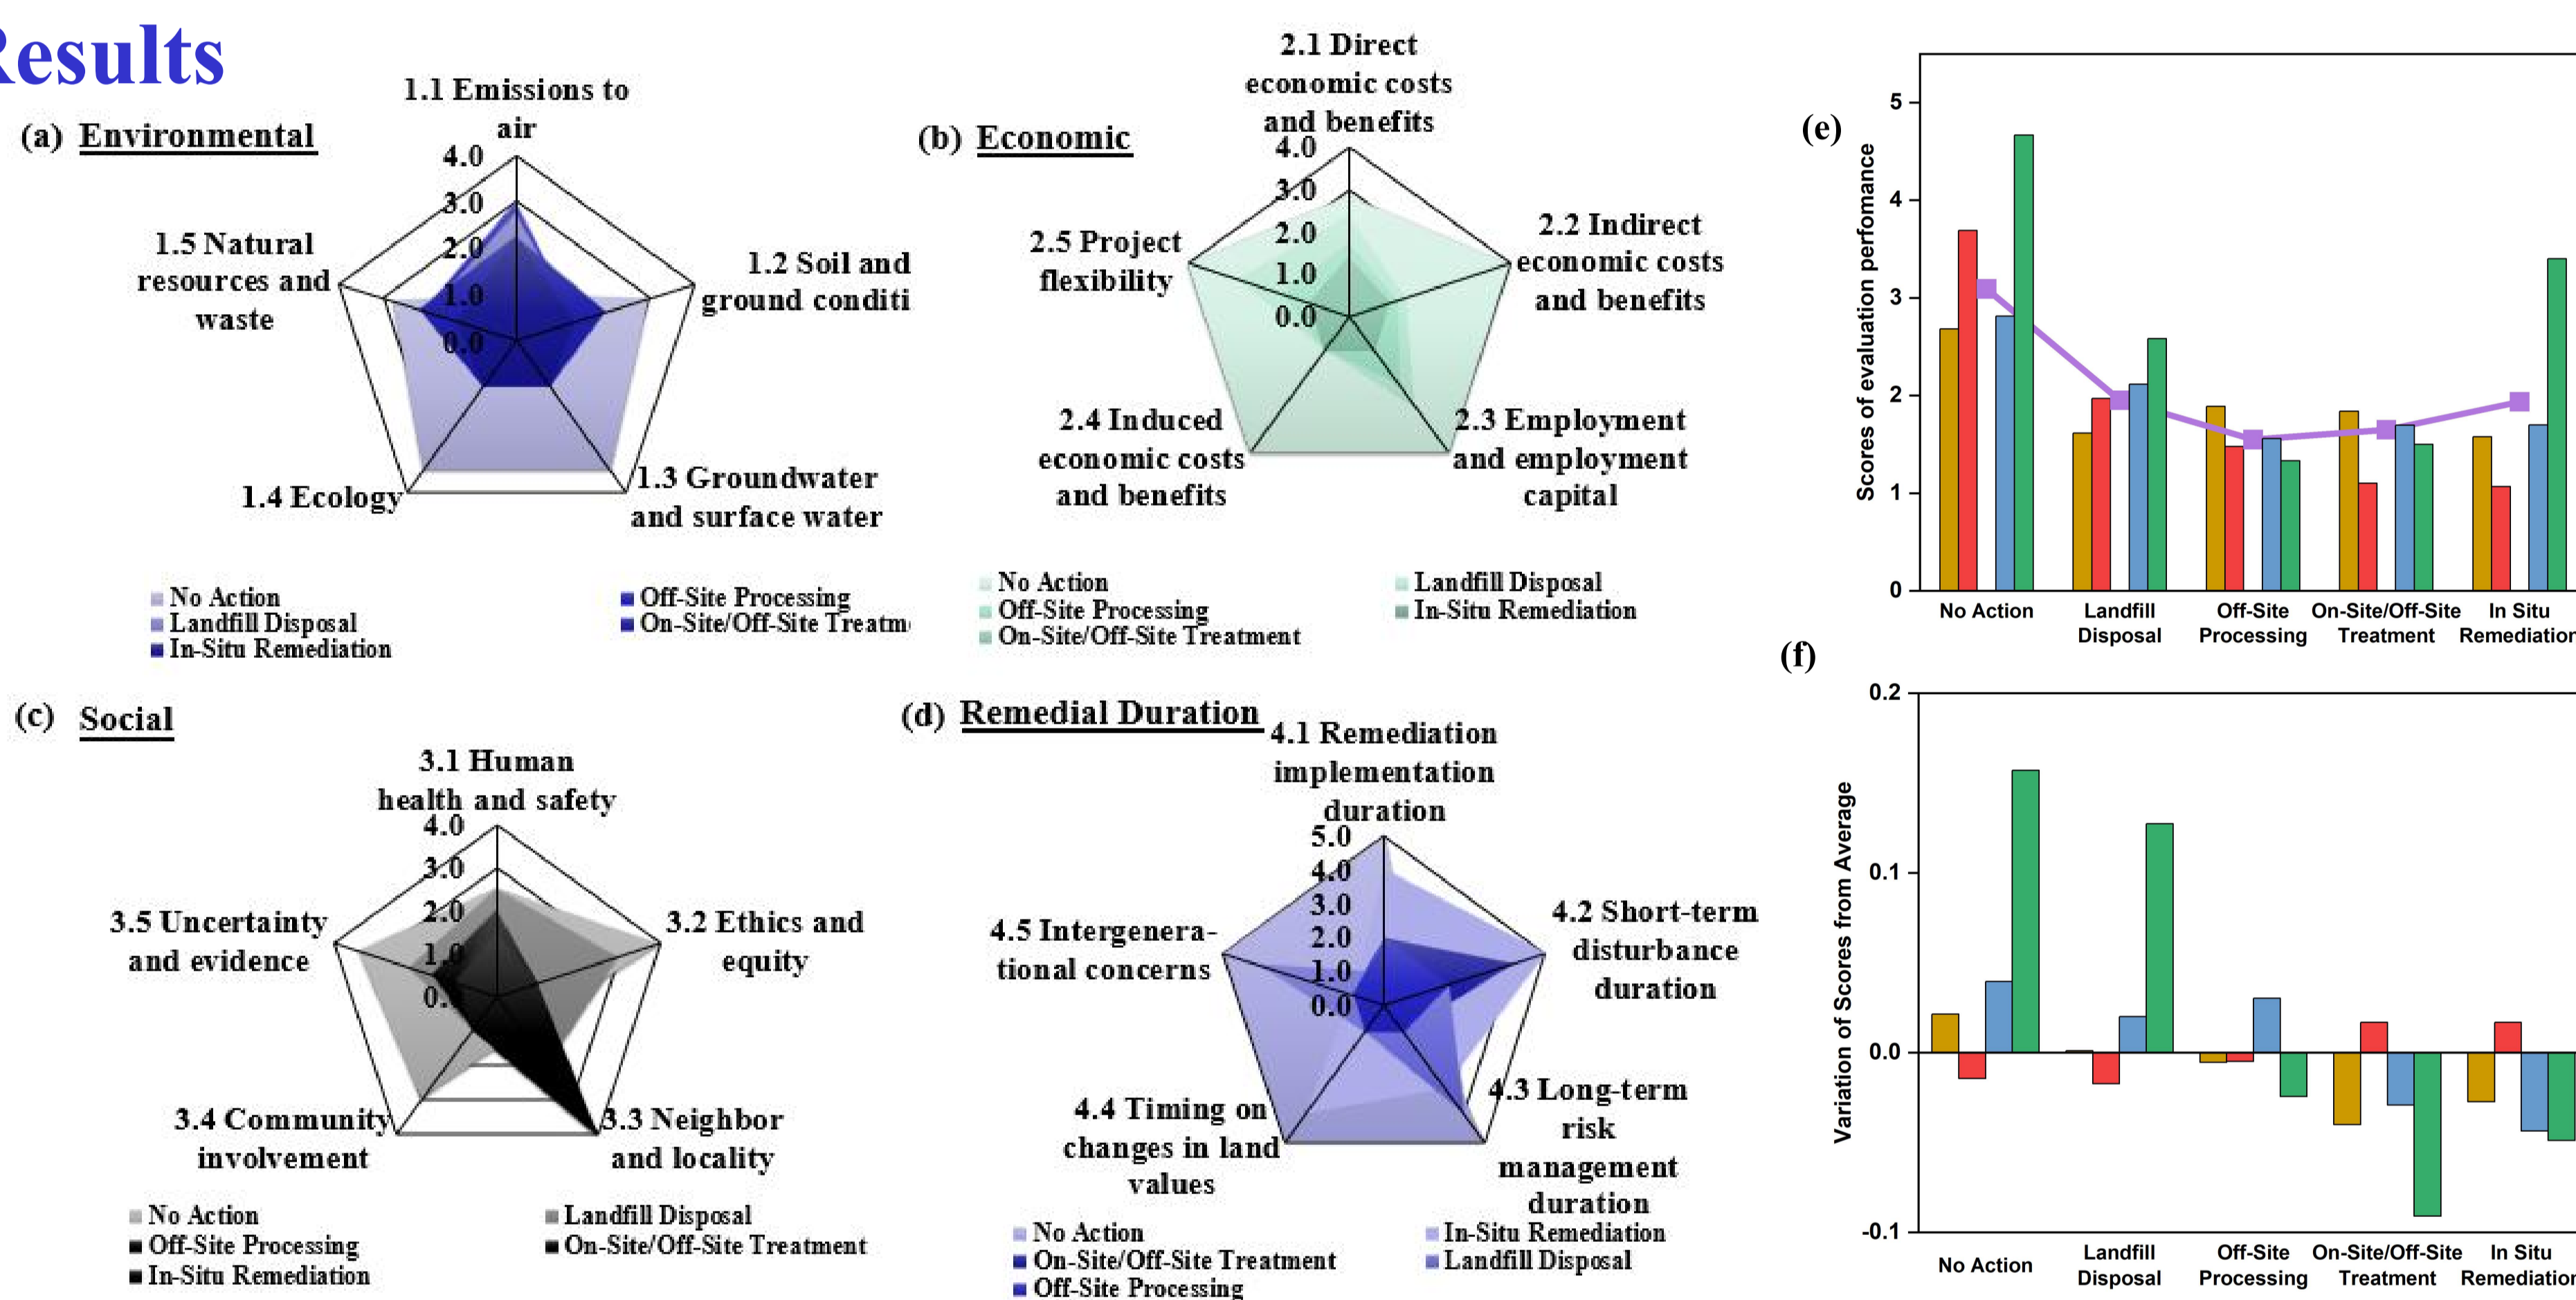 Results
(a) Environmental
1.1 Emissions to
air
4.0
3.0
2.0
1.0
0.0
1.2 Soil and
ground conditi
1.3 Groundwater
and surface water
1.4 Ecology
1.5 Natural
resources and
waste
No Action
Off-Site Processing
Landfill Disposal
On-Site/Off-Site Treatm
In-Situ Remediation
(b) Economic
2.1 Direct
economic costs
and benefits
4.0
3.0
2.0
1.0
0.0
2.2 Indirect
economic costs
and benefits
2.3 Employment
and employment
capital
2.4 Induced
economic costs
and benefits
2.5 Project
flexibility
No Action
Landfill Disposal
Off-Site Processing
In-Situ Remediation
On-Site/Off-Site Treatment
(c) Social
3.1 Human
health and safety
4.0
3.0
2.0
1.0
0.
3.2 Ethics and
equity
3.3 Neighbor
and locality
3.4 Community
involvement
3.5 Uncertainty
and evidence
No Action
Landfill Disposal
Off-Site Processing
On-Site/Off-Site Treatment
In-Situ Remediation
(d) Remedial Duration
4.1 Remediation
implementation
duration
5.0
4.0
3.0
2.0
1.0
0.0
4.2 Short-term
disturbance
duration
4.3 Long-term
risk
management
duration
4.4 Timing on
changes in land
values
4.5 Intergenera-
tional concerns
No Action
In-Situ Remediation
On-Site/Off-Site Treatment
Landfill Disposal
Off-Site Processing
(e)
Scores of evaluation perfomance
5
4
3
2
1
0
No Action
Landfill
Disposal
Off-Site
Processing
On-Site/Off-Site
Treatment
In Situ
Remediation
(f)
Variation of Scores from Average
0.2
0.1
0.0
-0.1
No Action
Landfill
Disposal
Off-Site
Processing
On-Site/Off-Site
Treatment
In Situ
Remediation